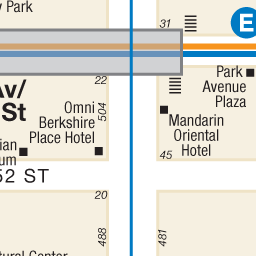 y Park
31
E
Park
Avenue
Plaza
22
Av/
St
504
Omni
Berkshire
Place Hotel
Mandarin
Oriental
Hotel
ian
um
45
52 ST
20
488
481
tural Center